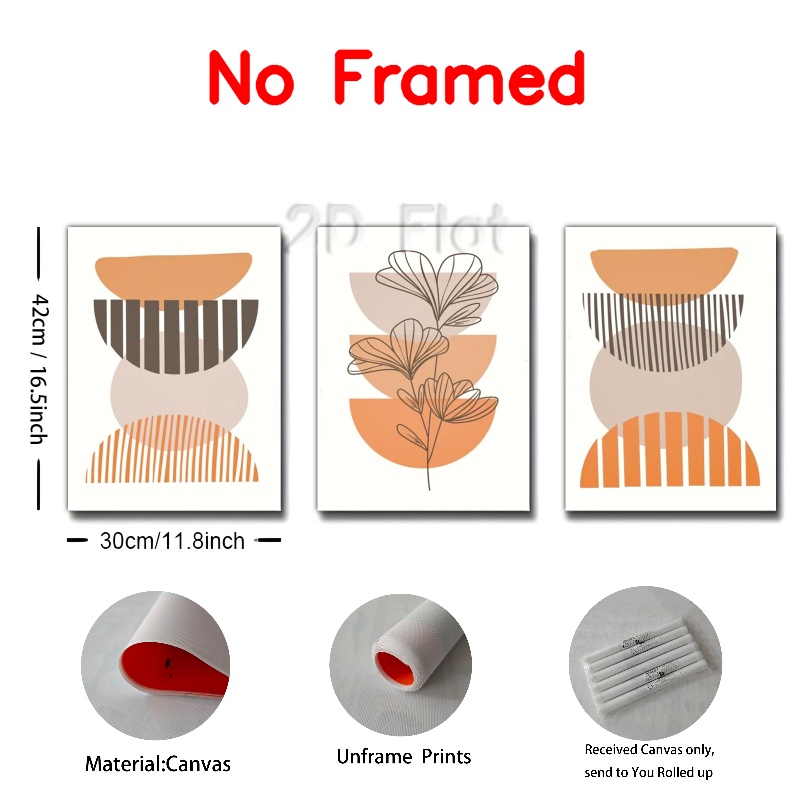 No Framed
2D Flat
42cm / 16.5inch
30cm/11.8inch
Material:Canvas
Unframe Prints
Received Canvas only,
send to You Rolled up